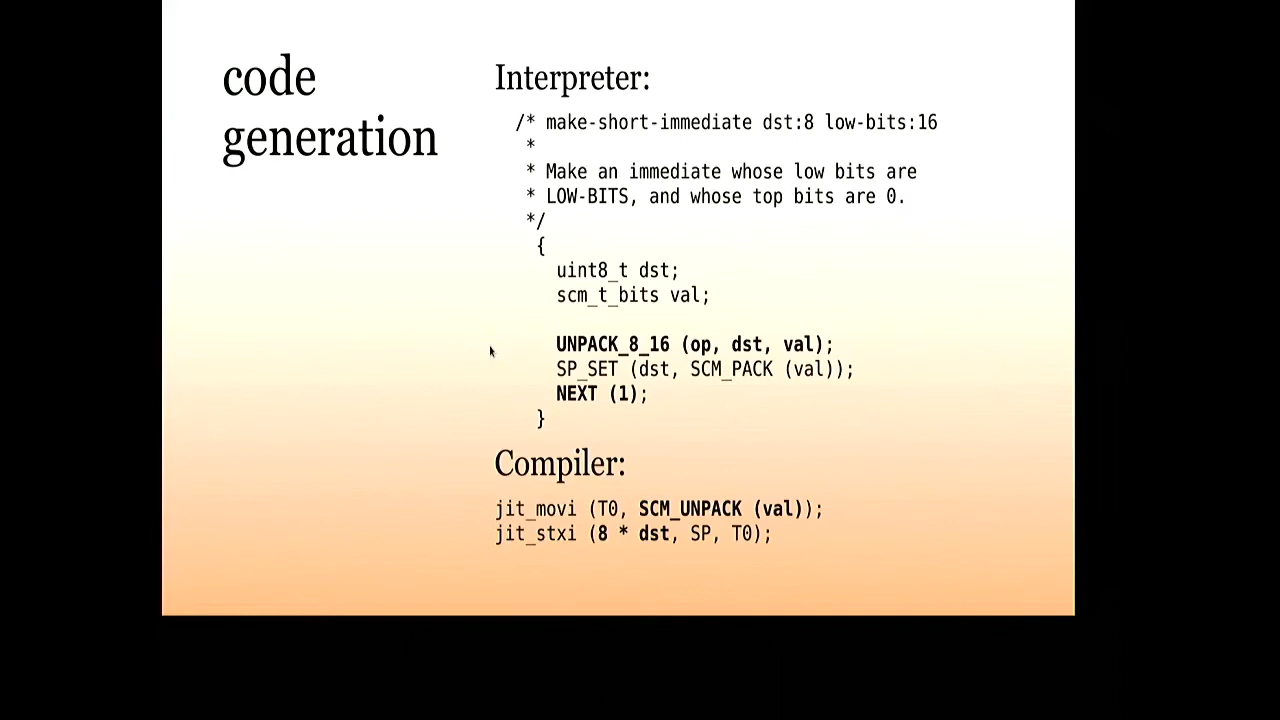 code
generation
Interpreter:
/* make-short-immediate dst:8 low-bits:16
*
* Make an immediate whose low bits are
* LOW-BITS, and whose top bits are 0.
*/
{
uint8_t dst;
scm_t_bits val;
UNPACK_8_16 (op, dst, val);
SP_SET (dst, SCM_PACK (val));
NEXT (1);
}
Compiler:
jit_movi (T0, SCM_UNPACK (val));
jit_stxi (8 * dst, SP, T0);